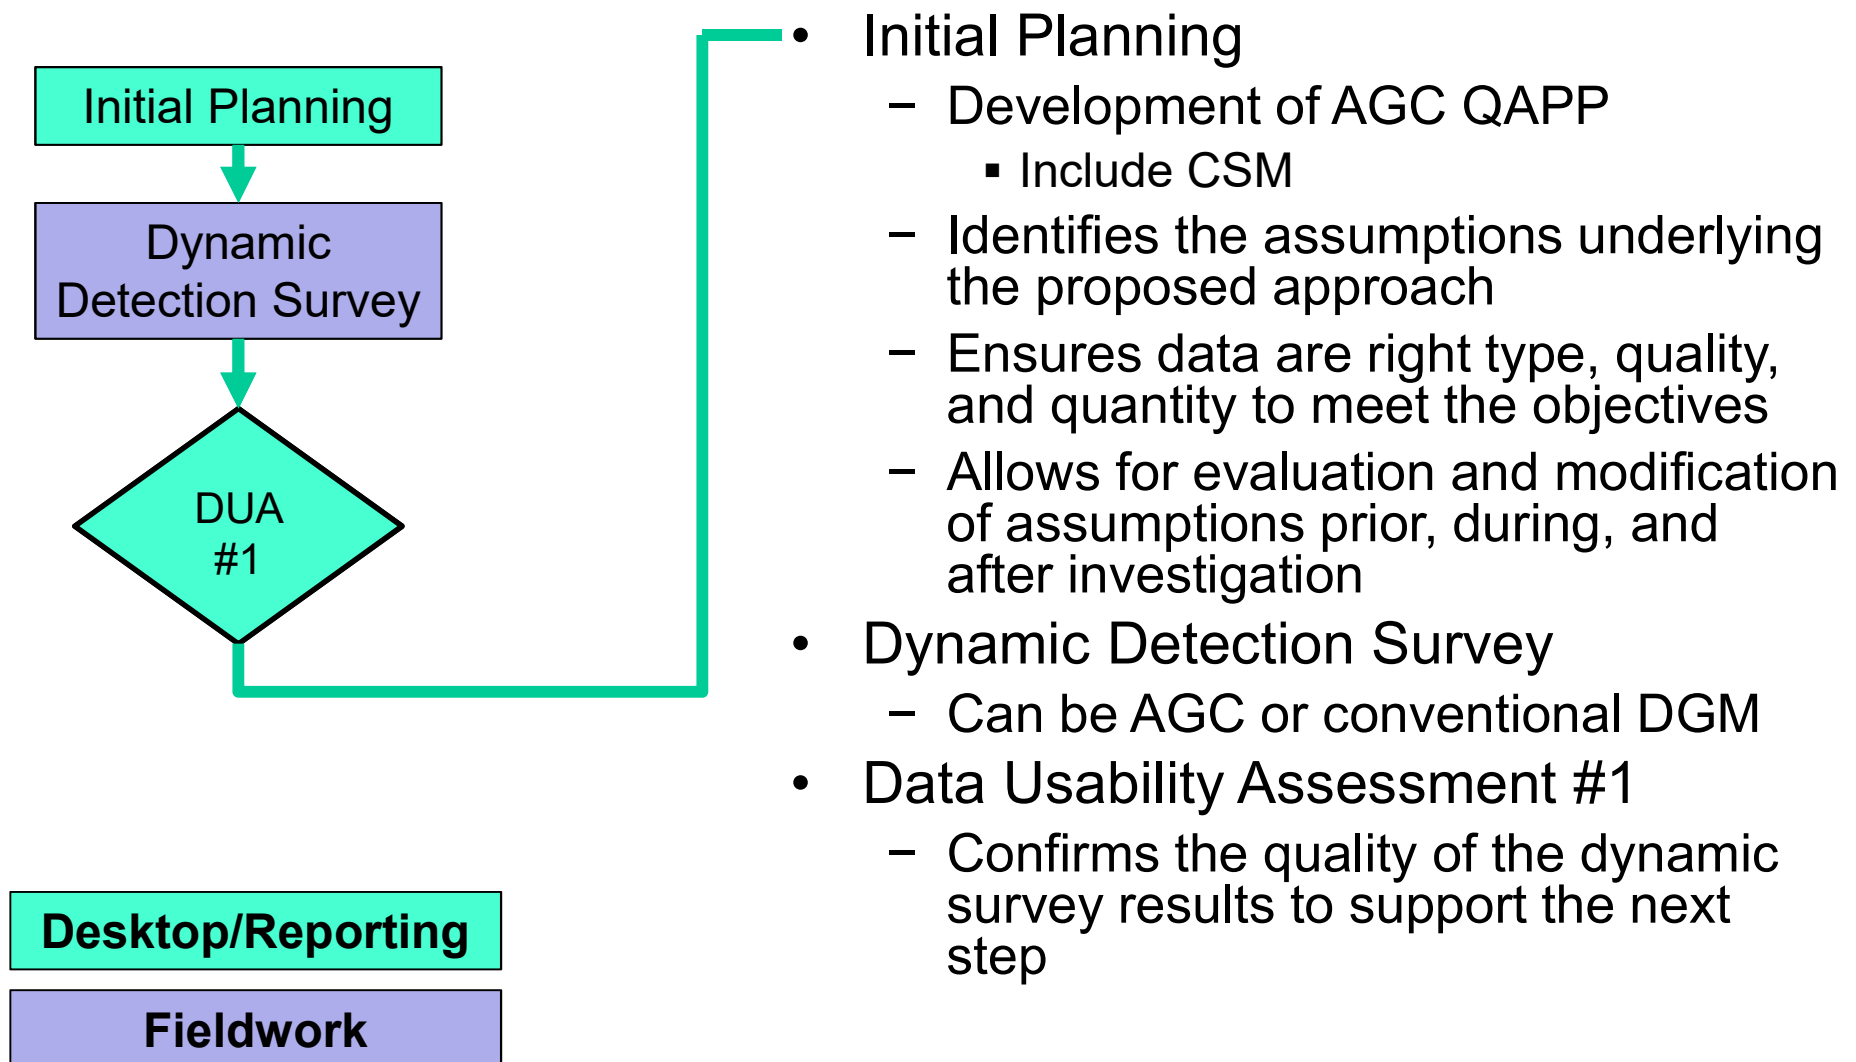 Initial Planning
Dynamic
Detection Survey
DUA
#1
Desktop/Reporting
Fieldwork
• Initial Planning
− Development of AGC QAPP
▪ Include CSM
− Identifies the assumptions underlying
the proposed approach
− Ensures data are right type, quality,
and quantity to meet the objectives
− Allows for evaluation and modification
of assumptions prior, during, and
after investigation
• Dynamic Detection Survey
− Can be AGC or conventional DGM
• Data Usability Assessment #1
− Confirms the quality of the dynamic
survey results to support the next
step